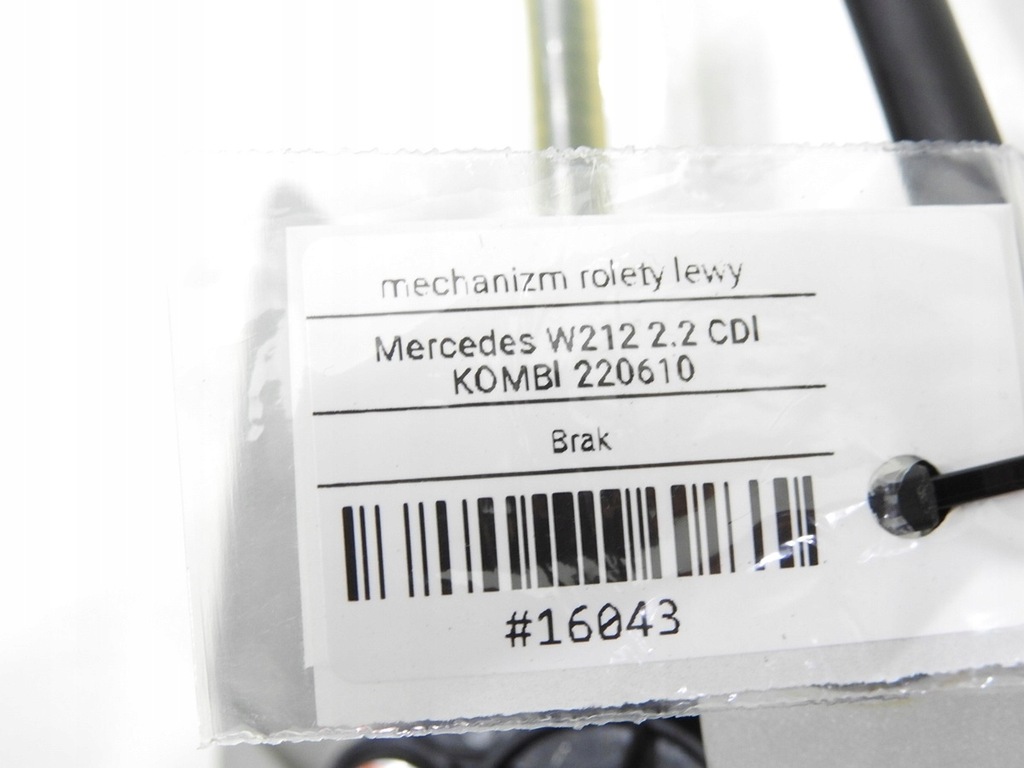 mechanizm rolety lewy
Mercedes W212 2.2 CDI
KOMBI 220610
Brak
#16043